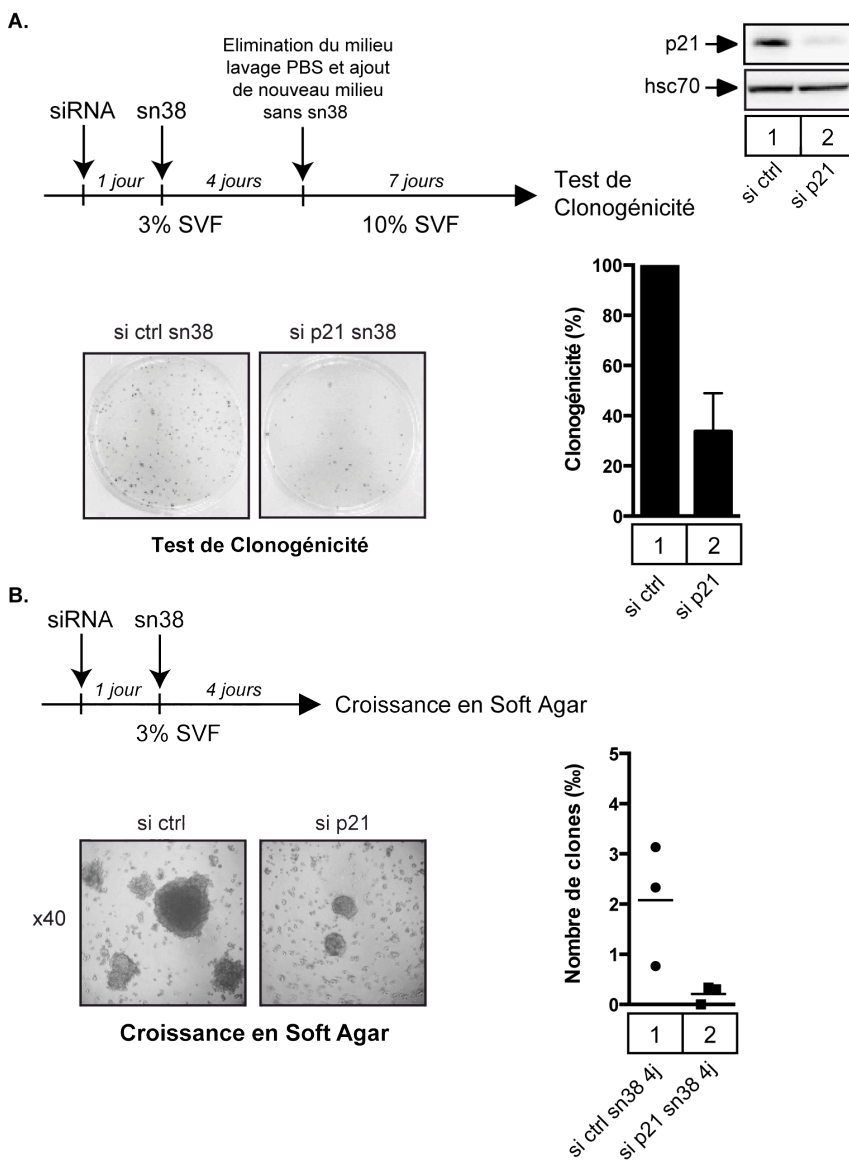 A.
Elimination du milieu
lavage PBS et ajout
de nouveau milieu
sans sn38
siRNA
sn38
1 jour
4 jours
7 jours
3% SVF
10% SVF
Test de
Clonogénicité
p21
hsc70
1
2
si ctrl
si p21
si ctrl sn38
si p21 sn38
Test de Clonogénicité
Clonogénicité (%)
100
80
60
40
20
0
1
2
si ctrl
si p21
B.
siRNA
sn38
1 jour
4 jours
3% SVF
Croissance en Soft Agar
si ctrl
si p21
x40
Croissance en Soft Agar
Nombre de clones (‰)
5
4
3
2
1
0
1
2
si ctrl sn38 4j
si p21 sn38 4j